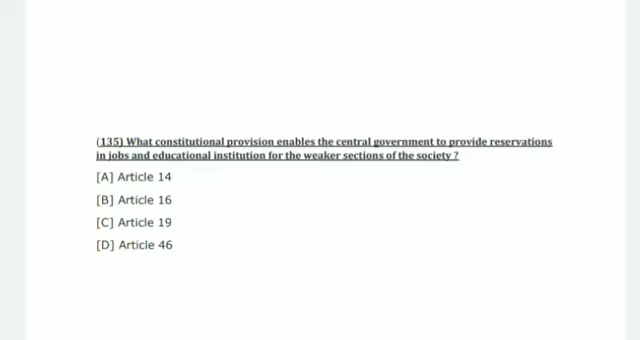 (135) What constitutional provision enables the central government to provide reservations
in jobs and educational institution for the weaker sections of the society ?
[A] Article 14
[B] Article 16
[C] Article 19
[D] Article 46